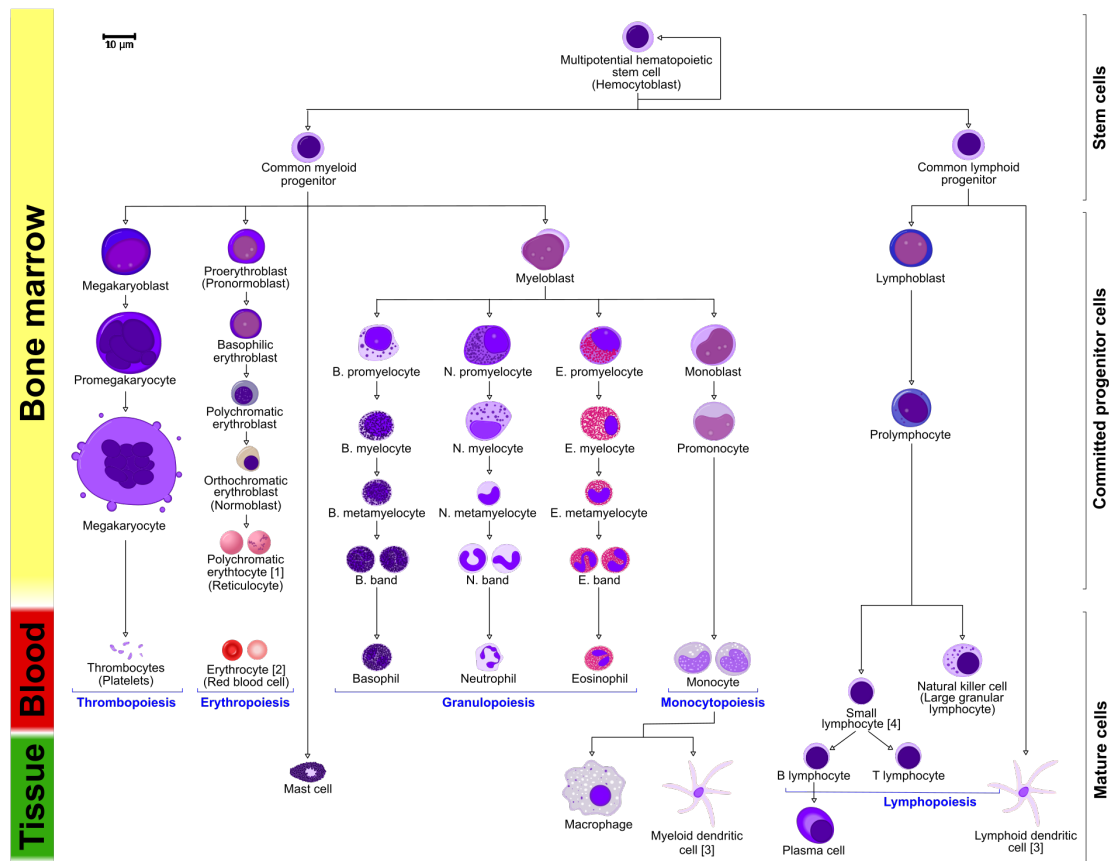 10 µm
Multipotential hematopoietic
stem cell
(Hemocytoblast)
Common myeloid
progenitor
Common lymphoid
progenitor
Stem cells
Bone marrow
Megakaryoblast
Proerythroblast
(Pronormoblast)
Myeloblast
Lymphoblast
Promegakaryocyte
Basophilic
erythroblast
B. promyelocyte
N. promyelocyte
E. promyelocyte
Monoblast
Polychromatic
erythroblast
B. myelocyte
N. myelocyte
E. myelocyte
Promonocyte
Prolymphocyte
Committed progenitor cells
Megakaryocyte
Orthochromatic
erythroblast
(Normoblast)
B. metamyelocyte
N. metamyelocyte
E. metamyelocyte
Polychromatic
erythtocyte [1]
(Reticulocyte)
B. band
N. band
E. band
Blood
Thrombocytes
(Platelets)
Erythrocyte [2]
(Red blood cell)
Basophil
Neutrophil
Eosinophil
Monocyte
Natural killer cell
(Large granular
lymphocyte)
Small
lymphocyte [4]
Thrombopoiesis
Erythropoiesis
Granulopoiesis
Monocytopoiesis
Mature cells
Tissue
Mast cell
Macrophage
Myeloid dendritic
cell [3]
B lymphocyte
T lymphocyte
Lymphopoiesis
Plasma cell
Lymphoid dendritic
cell [3]